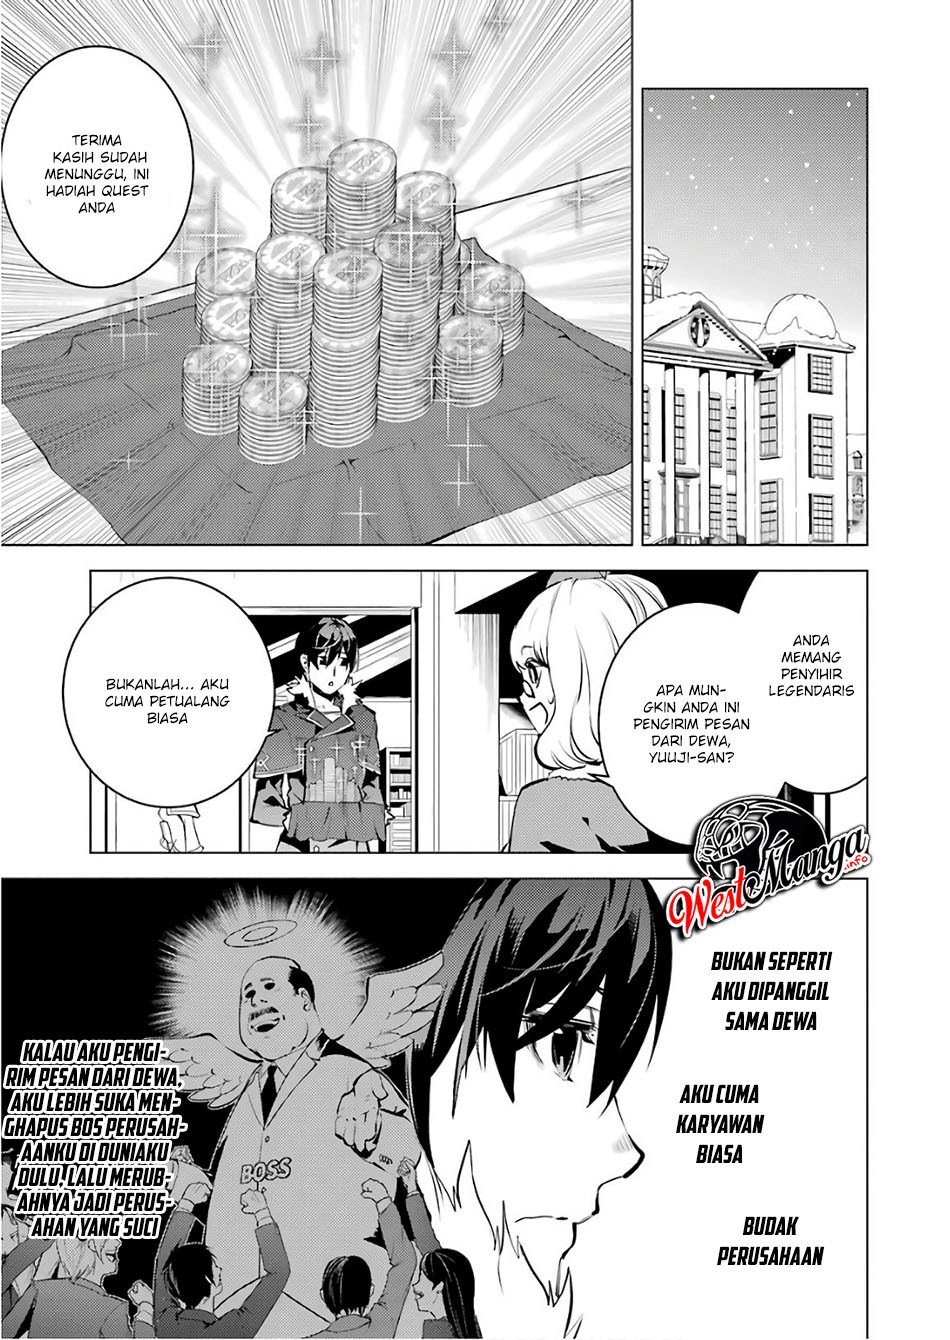 TERIMA
KASIH SUDAH
MENUNGGU, INI
HADIAH QUEST
ANDA
ANDA
MEMANG
PENYIHIR
LEGENDARIS
APA MUN-
GKIN ANDA INI
PENGIRIM PESAN
DARI DEWA,
YUUJI-SAN?
BUKANLAH... AKU
CUMA PETUALANG
BIASA
WestManga
.info
BUKAN SEPERTI
AKU DIPANGGIL
SAMA DEWA
AKU CUMA
KARYAWAN
BIASA
BUDAK
PERUSAHAAN
BOSS
KALAU AKU PENGI-
RIM PESAN DARI DEWA,
AKU LEBIH SUKA MEN-
GHAPUS BOS PERUSAH-
AANKU DI DUNIAKU
DULU, LALU MERUB-
AHNYA JADI PERUS-
AHAN YANG SUCI